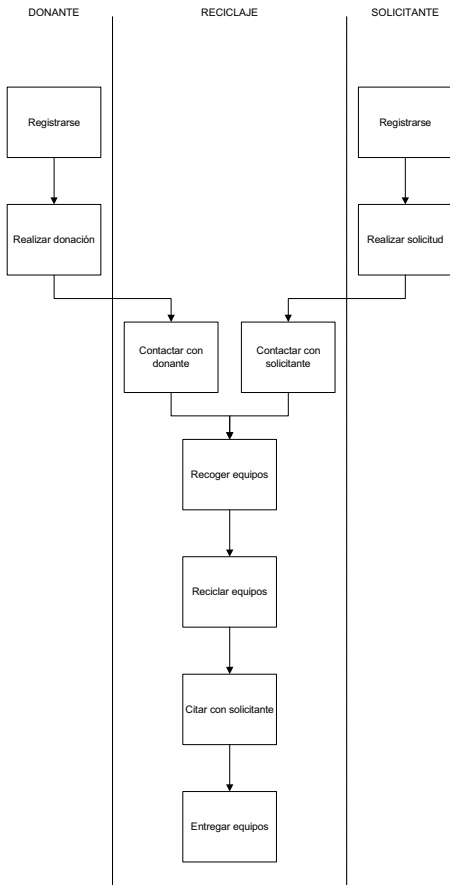 DONANTE
RECICLAJE
SOLICITANTE
Registrarse
Registrarse
Realizar donación
Realizar solicitud
Contactar con
donante
Contactar con
solicitante
Recoger equipos
Reciclar equipos
Citar con solicitante
Entregar equipos